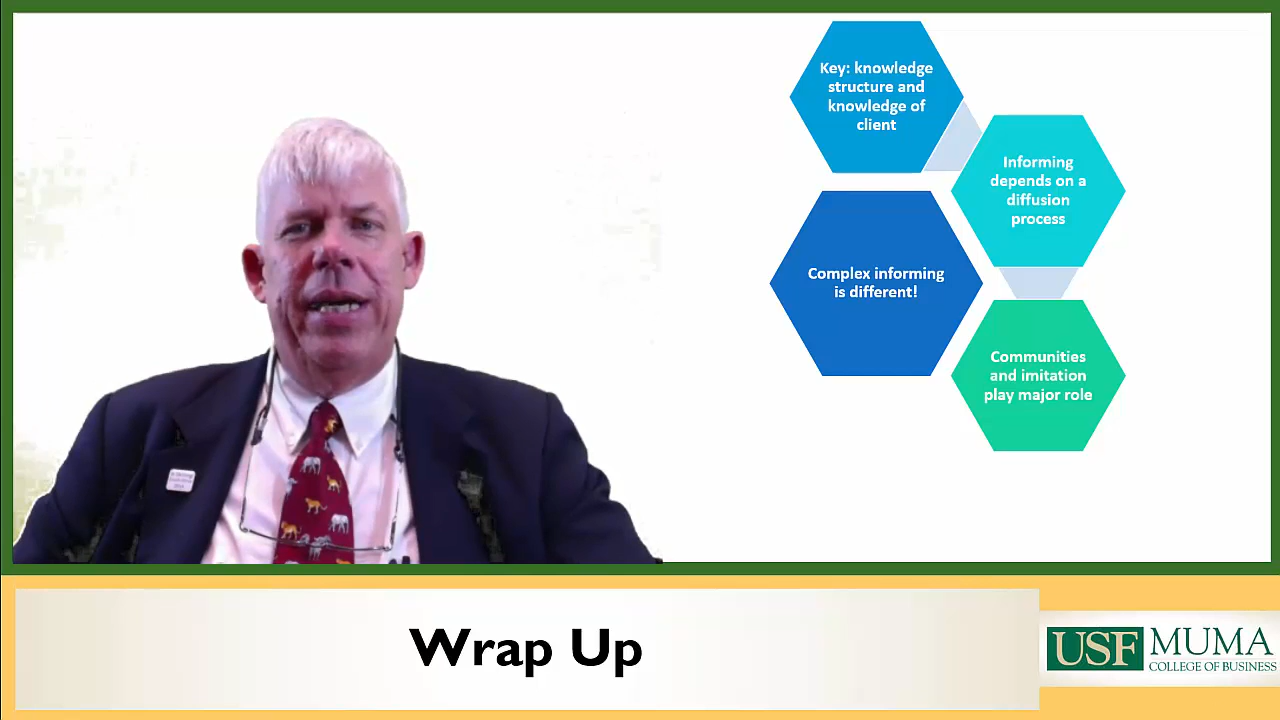 Key: knowledge
structure and
knowledge of
client
Informing
depends on a
diffusion
process
Complex informing
is different!
Communities
and imitation
play major role
Wrap Up
USF MUMA
COLLEGE OF BUSINESS